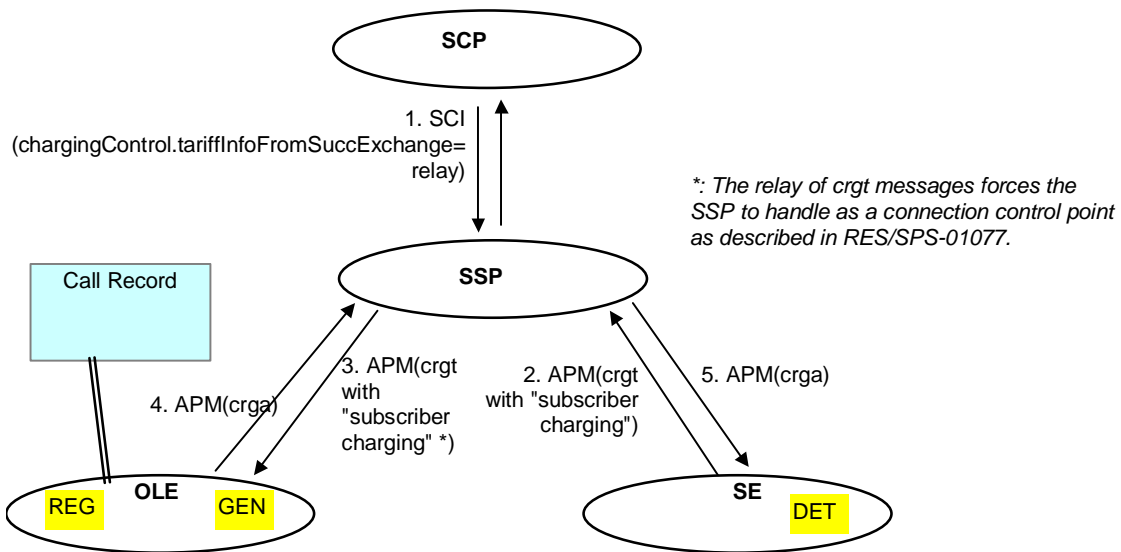 SCP
1. SCI
(chargingControl.tariffInfoFromSuccExchange=
relay)
*: The relay of crgt messages forces the
SSP to handle as a connection control point
as described in RES/SPS-01077.
SSP
Call Record
3. APM(crgt
with
"subscriber
charging" *)
2. APM(crgt
with "subscriber
charging")
5. APM(crga)
4. APM(crga)
OLE
REG
GEN
SE
DET